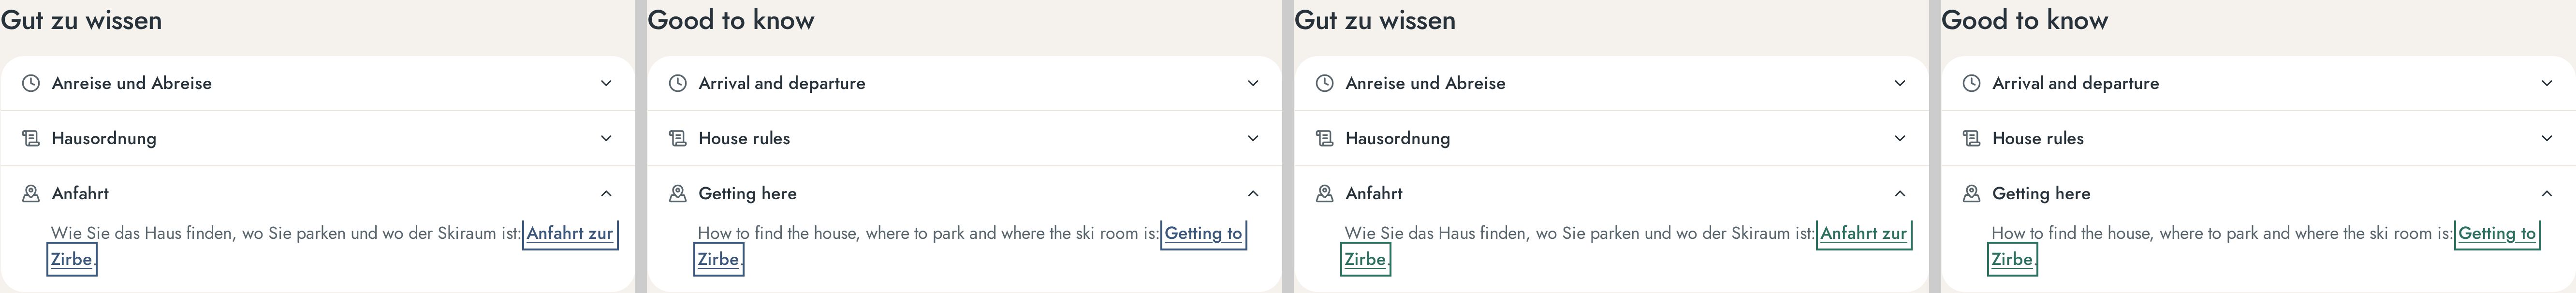 Gut zu wissen
Anreise und Abreise
Hausordnung
Anfahrt
Wie Sie das Haus finden, wo Sie parken und wo der Skiraum ist: Anfahrt zur
Zirbe.
Good to know
Arrival and departure
House rules
Getting here
How to find the house, where to park and where the ski room is: Getting to
Zirbe.
Gut zu wissen
Anreise und Abreise
Hausordnung
Anfahrt
Wie Sie das Haus finden, wo Sie parken und wo der Skiraum ist: Anfahrt zur
Zirbe.
Good to know
Arrival and departure
House rules
Getting here
How to find the house, where to park and where the ski room is: Getting to
Zirbe.